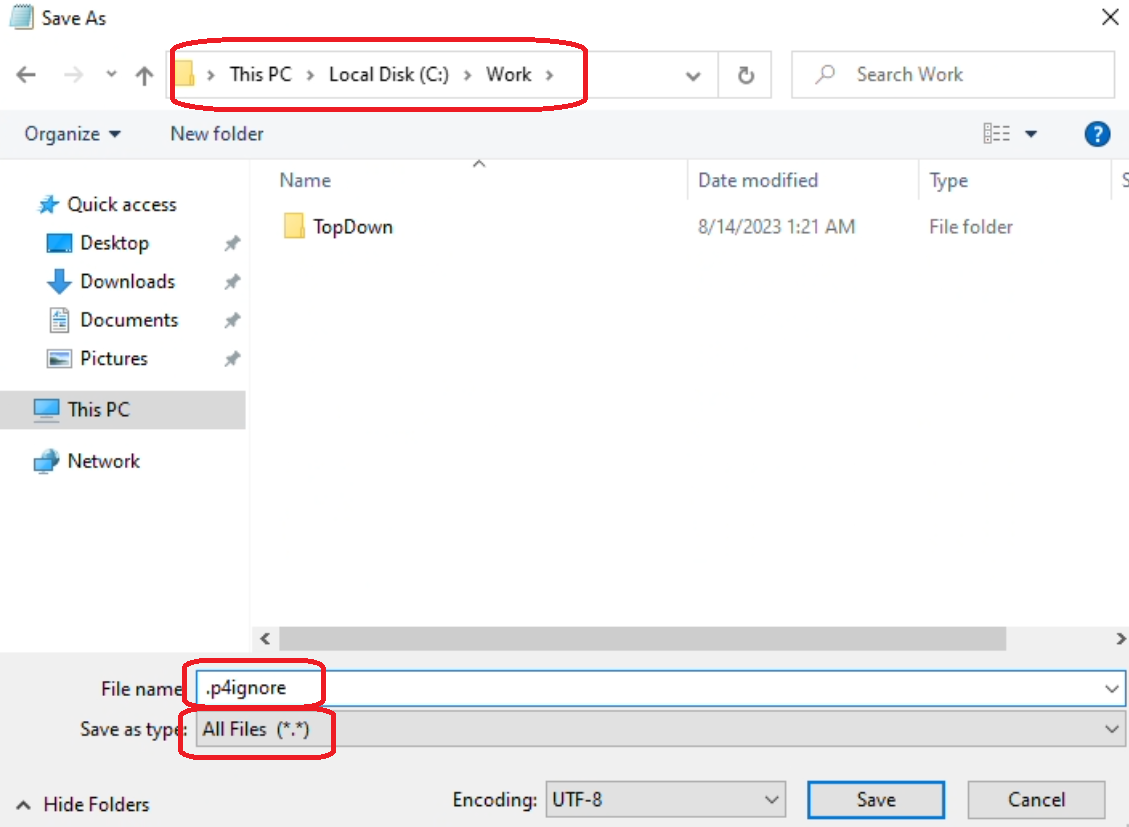 Save As
This PC > Local Disk (C:) > Work >
Search Work
Organize
New folder
?
Name
Date modified
Type
S
Quick access
TopDown
8/14/2023 1:21 AM
File folder
Desktop
Downloads
Documents
Pictures
This PC
Network
File name:
.p4ignore
Save as type:
All Files (*.*)
Hide Folders
Encoding:
UTF-8
Save
Cancel